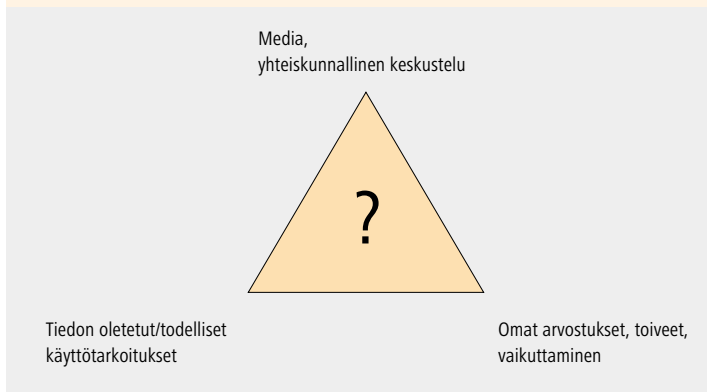 Media,
yhteiskunnallinen keskustelu
?
Tiedon oletetut/todelliset
käyttötarkoitukset
Omat arvostukset, toiveet,
vaikuttaminen